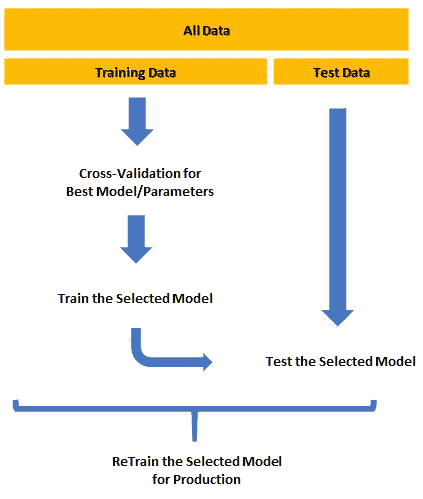 All Data
Training Data
Test Data
Cross-Validation for
Best Model/Parameters
Train the Selected Model
Test the Selected Model
ReTrain the Selected Model
for Production